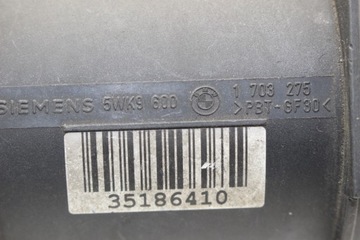 SIEMENS 5WK9 600 1 703 275
>PBT-GF30<
35186410